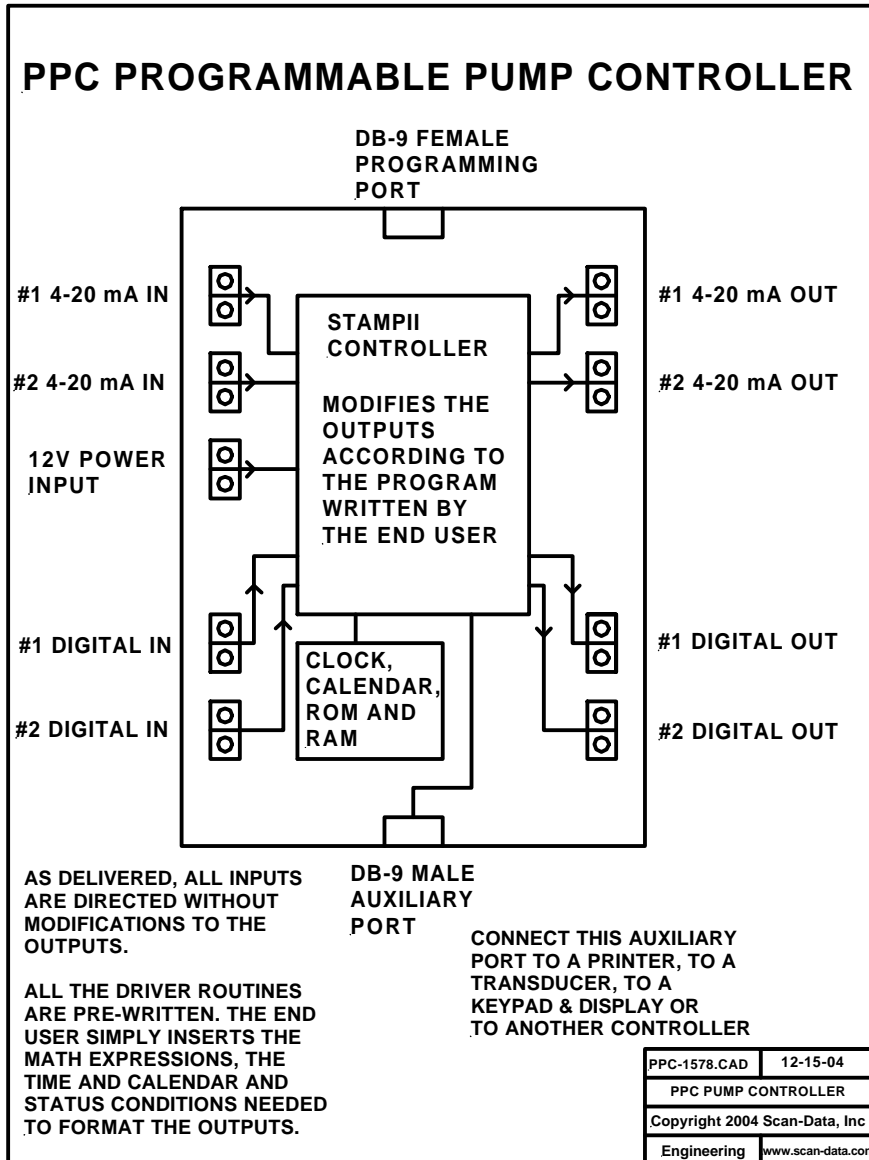 PPC PROGRAMMABLE PUMP CONTROLLER
DB-9 FEMALE
PROGRAMMING
PORT
#1 4-20 mA IN
#2 4-20 mA IN
12V POWER
INPUT
#1 DIGITAL IN
#2 DIGITAL IN
STAMPII
CONTROLLER
MODIFIES THE
OUTPUTS
ACCORDING TO
THE PROGRAM
WRITTEN BY
THE END USER
CLOCK,
CALENDAR,
ROM AND
RAM
#1 4-20 mA OUT
#2 4-20 mA OUT
#1 DIGITAL OUT
#2 DIGITAL OUT
DB-9 MALE
AUXILIARY
PORT
AS DELIVERED, ALL INPUTS
ARE DIRECTED WITHOUT
MODIFICATIONS TO THE
OUTPUTS.
ALL THE DRIVER ROUTINES
ARE PRE-WRITTEN. THE END
USER SIMPLY INSERTS THE
MATH EXPRESSIONS, THE
TIME AND CALENDAR AND
STATUS CONDITIONS NEEDED
TO FORMAT THE OUTPUTS.
CONNECT THIS AUXILIARY
PORT TO A PRINTER, TO A
TRANSDUCER, TO A
KEYPAD & DISPLAY OR
TO ANOTHER CONTROLLER
PPC-1578.CAD 12-15-04
PPC PUMP CONTROLLER
Copyright 2004 Scan-Data, Inc
Engineering www.scan-data.com